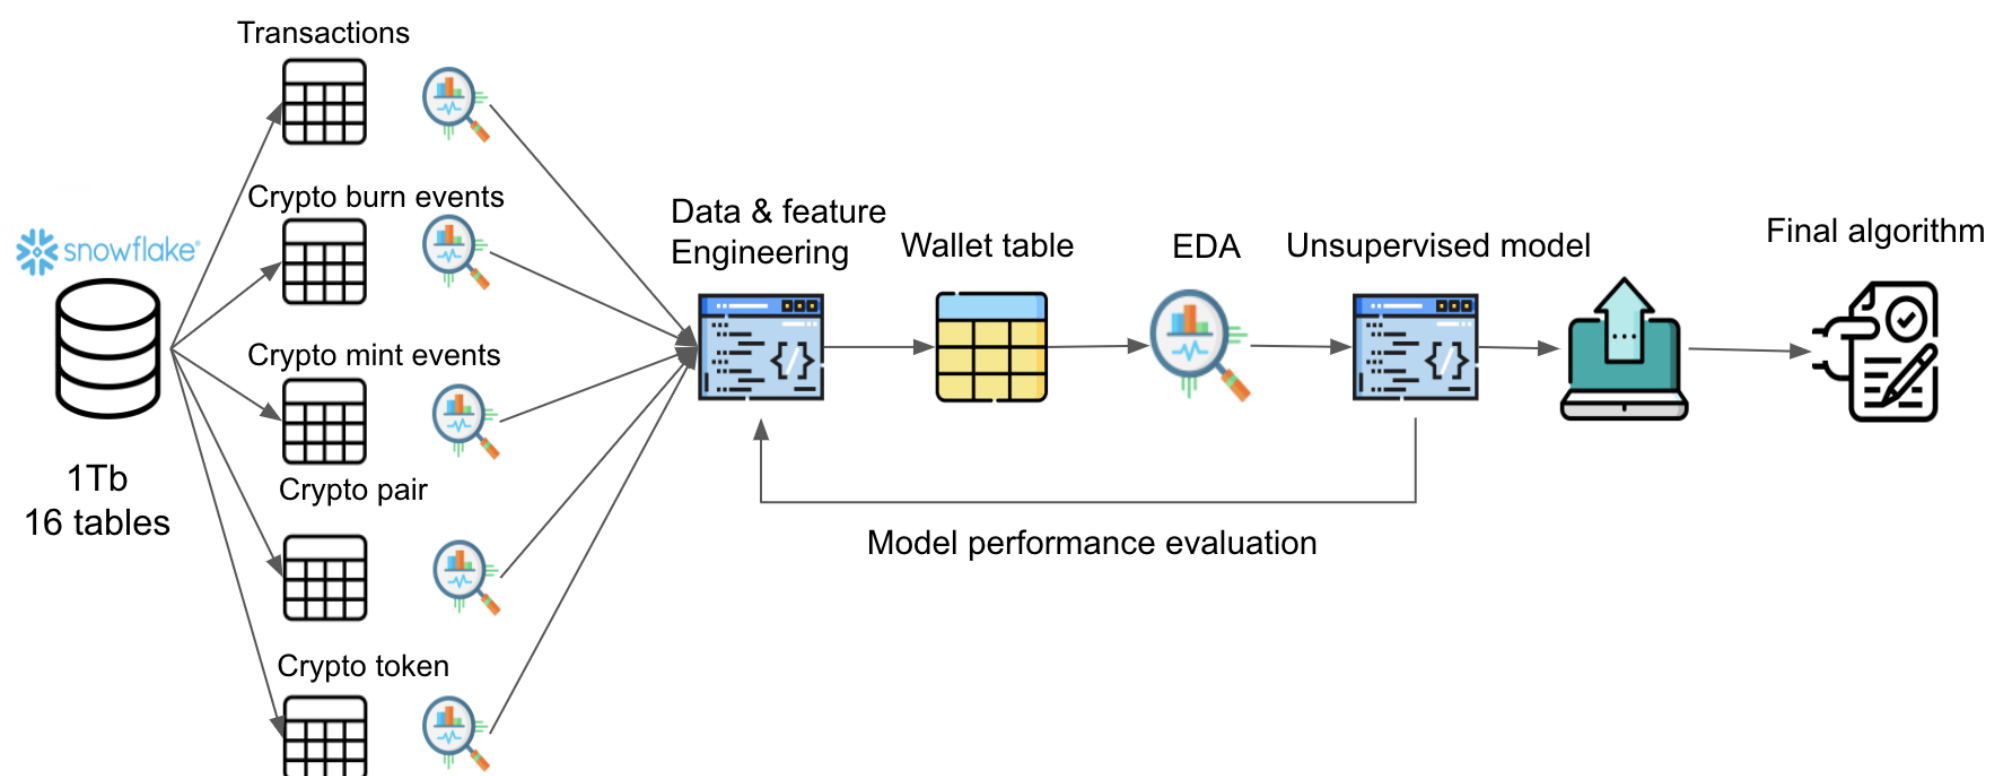 Transactions
Crypto burn events
snowflake®
Crypto mint events
1Tb
16 tables
Crypto pair
Crypto token
Data & feature
Engineering
Wallet table
EDA
Unsupervised model
Final algorithm
Model performance evaluation